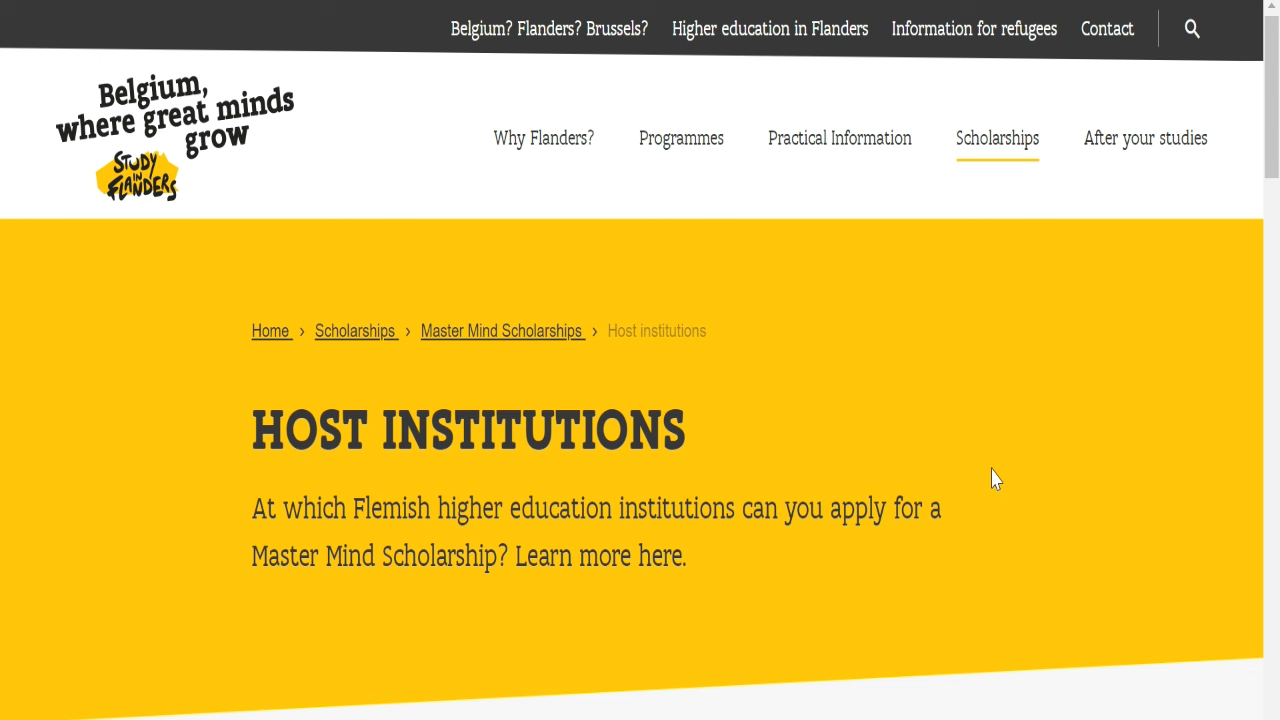 Belgium? Flanders? Brussels? Higher education in Flanders Information for refugees Contact
Belgium,
where great minds
grow
STUDY
IN
FLANDERS
Why Flanders? Programmes Practical Information Scholarships After your studies
Home › Scholarships › Master Mind Scholarships › Host institutions
HOST INSTITUTIONS
At which Flemish higher education institutions can you apply for a
Master Mind Scholarship? Learn more here.